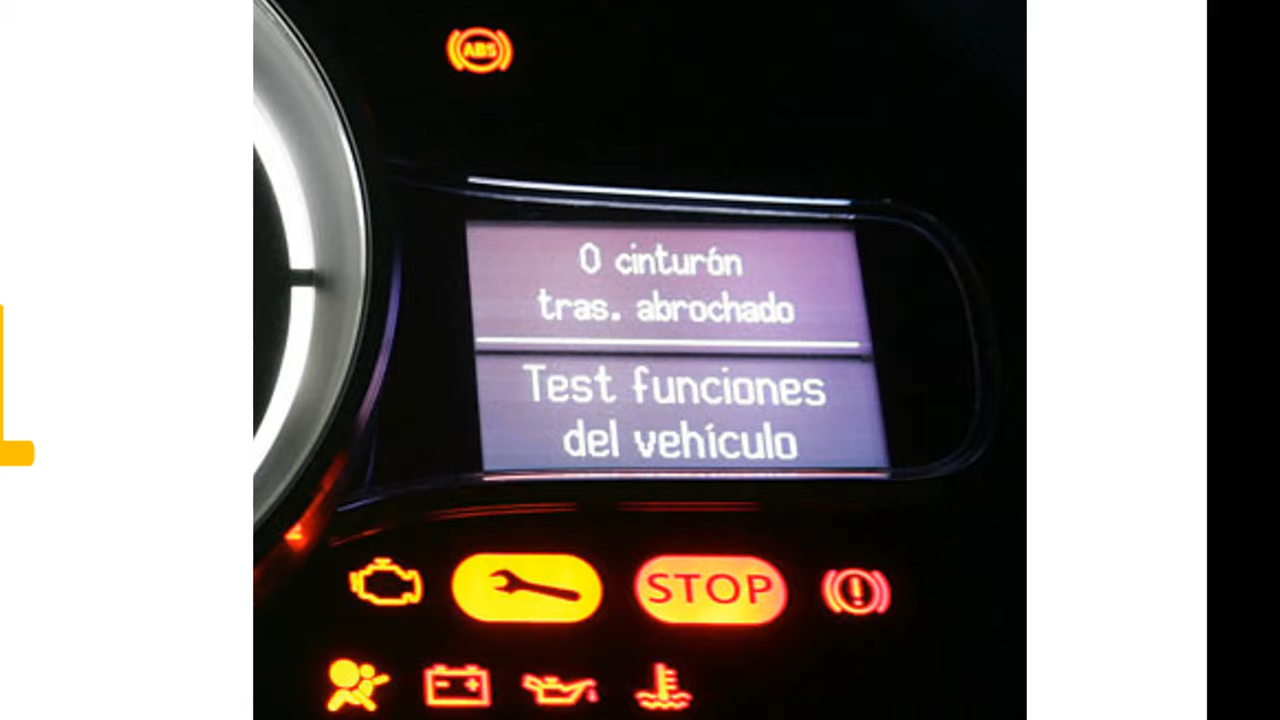 ABS
0 cinturón
tras. abrochado
Test funciones
del vehículo
STOP